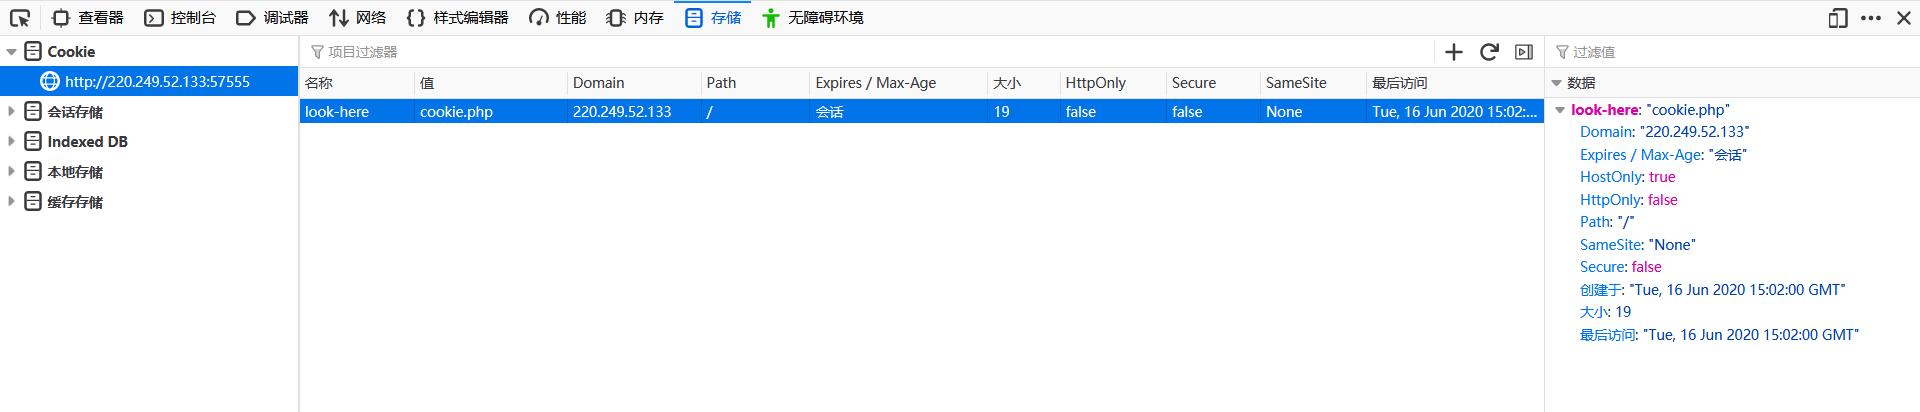 查看器 控制台 调试器 网络 样式编辑器 性能 内存 存储 无障碍环境
Cookie
http://220.249.52.133:57555
会话存储
Indexed DB
本地存储
缓存存储
项目过滤器
名称 值 Domain Path Expires / Max-Age 大小 HttpOnly Secure SameSite 最后访问
look-here cookie.php 220.249.52.133 / 会话 19 false false None Tue, 16 Jun 2020 15:02:...
过滤值
数据
look-here: "cookie.php"
Domain: "220.249.52.133"
Expires / Max-Age: "会话"
HostOnly: true
HttpOnly: false
Path: "/"
SameSite: "None"
Secure: false
创建于: "Tue, 16 Jun 2020 15:02:00 GMT"
大小: 19
最后访问: "Tue, 16 Jun 2020 15:02:00 GMT"